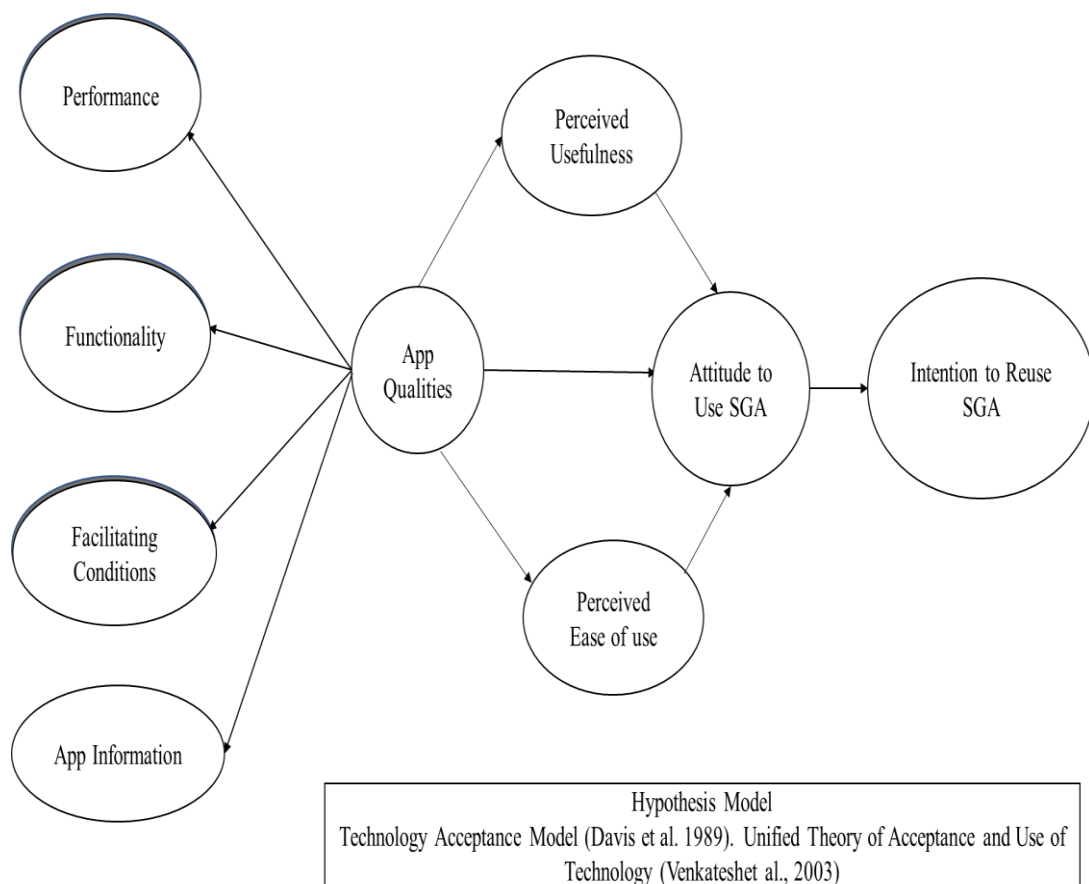 Performance
Perceived
Usefulness
Functionality
App
Qualities
Attitude to
Use SGA
Intention to Reuse
SGA
Facilitating
Conditions
Perceived
Ease of use
App Information
Hypothesis Model
Technology Acceptance Model (Davis et al. 1989). Unified Theory of Acceptance and Use of
Technology (Venkateshet al., 2003)